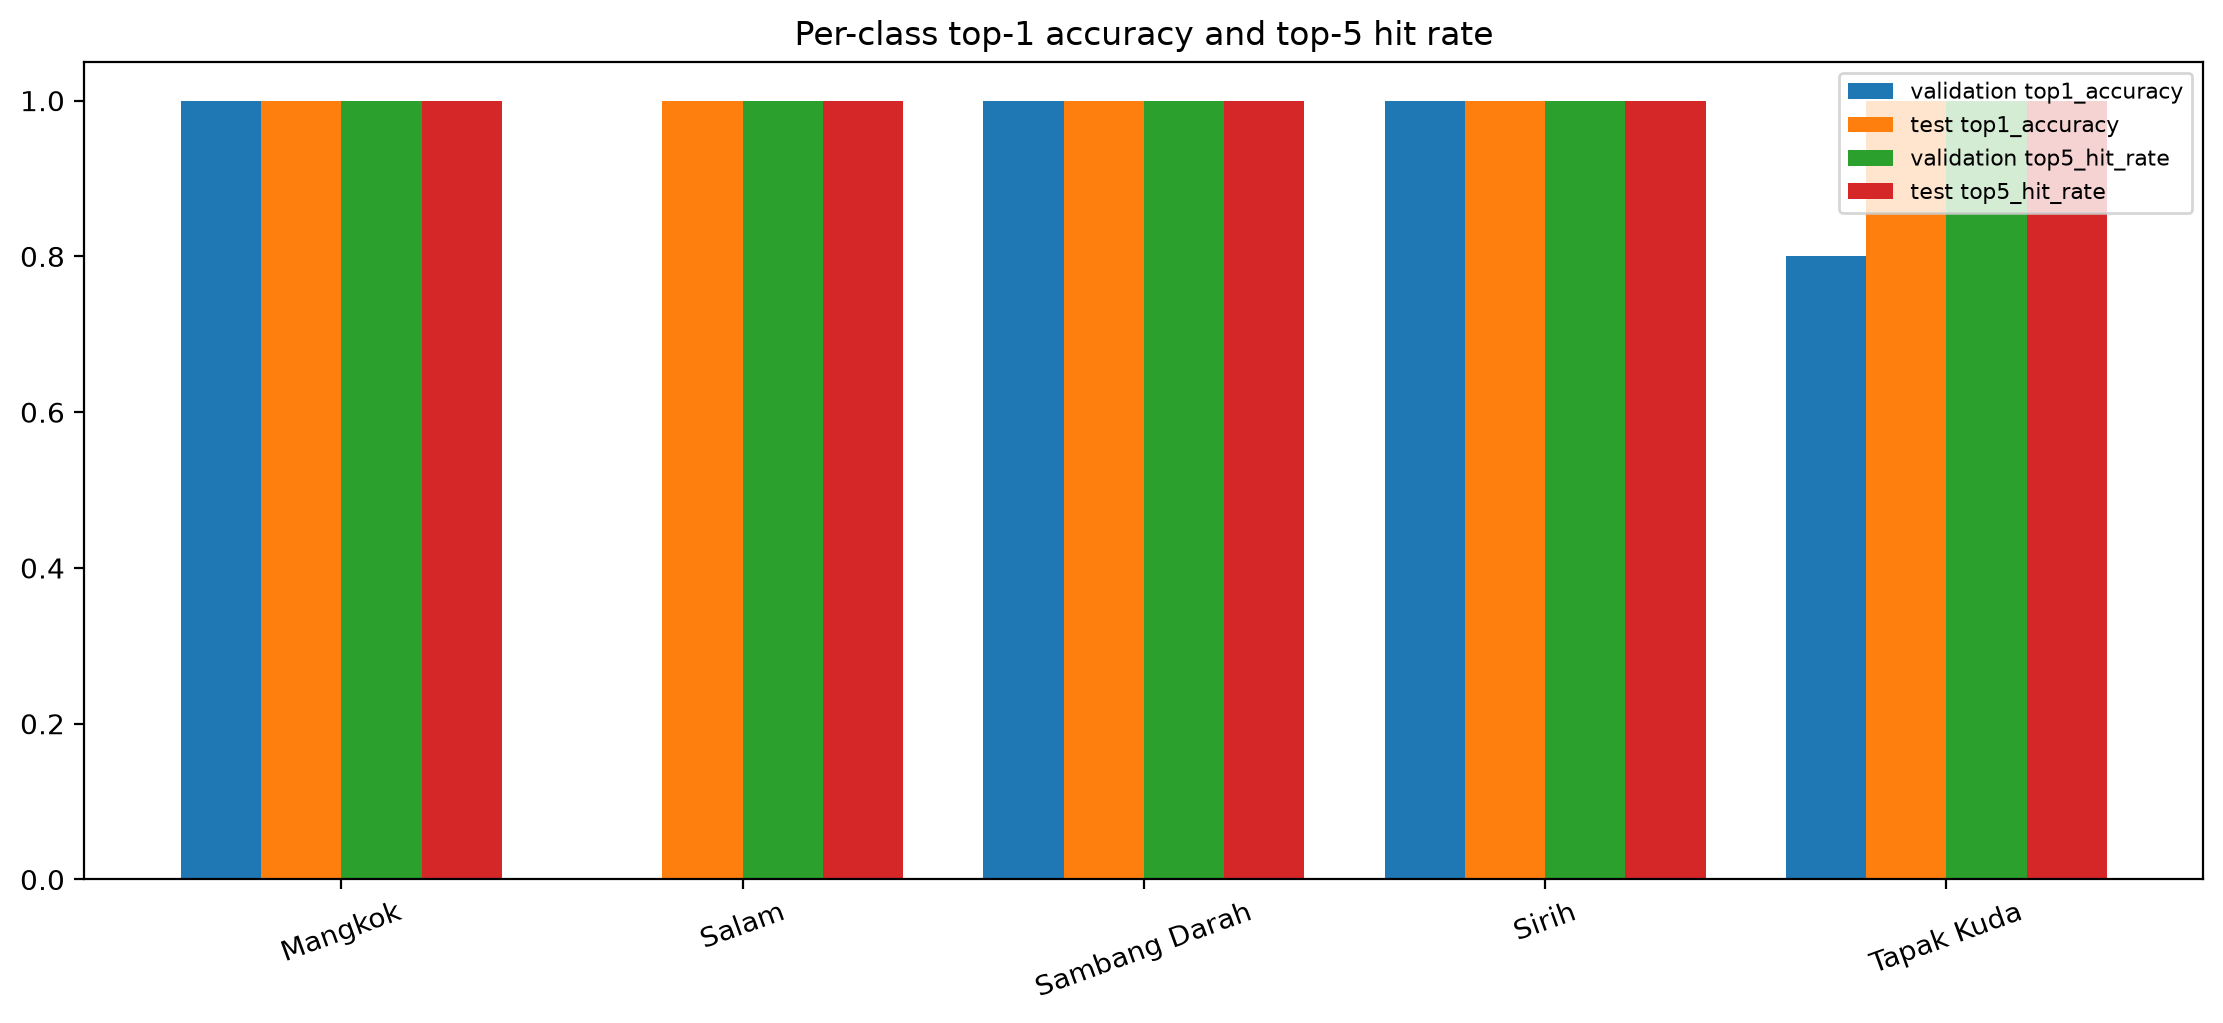 Per-class top-1 accuracy and top-5 hit rate
validation top1_accuracy
test top1_accuracy
validation top5_hit_rate
test top5_hit_rate
1.0
0.8
0.6
0.4
0.2
0.0
Mangkok
Salam
Sambang Darah
Sirih
Tapak Kuda